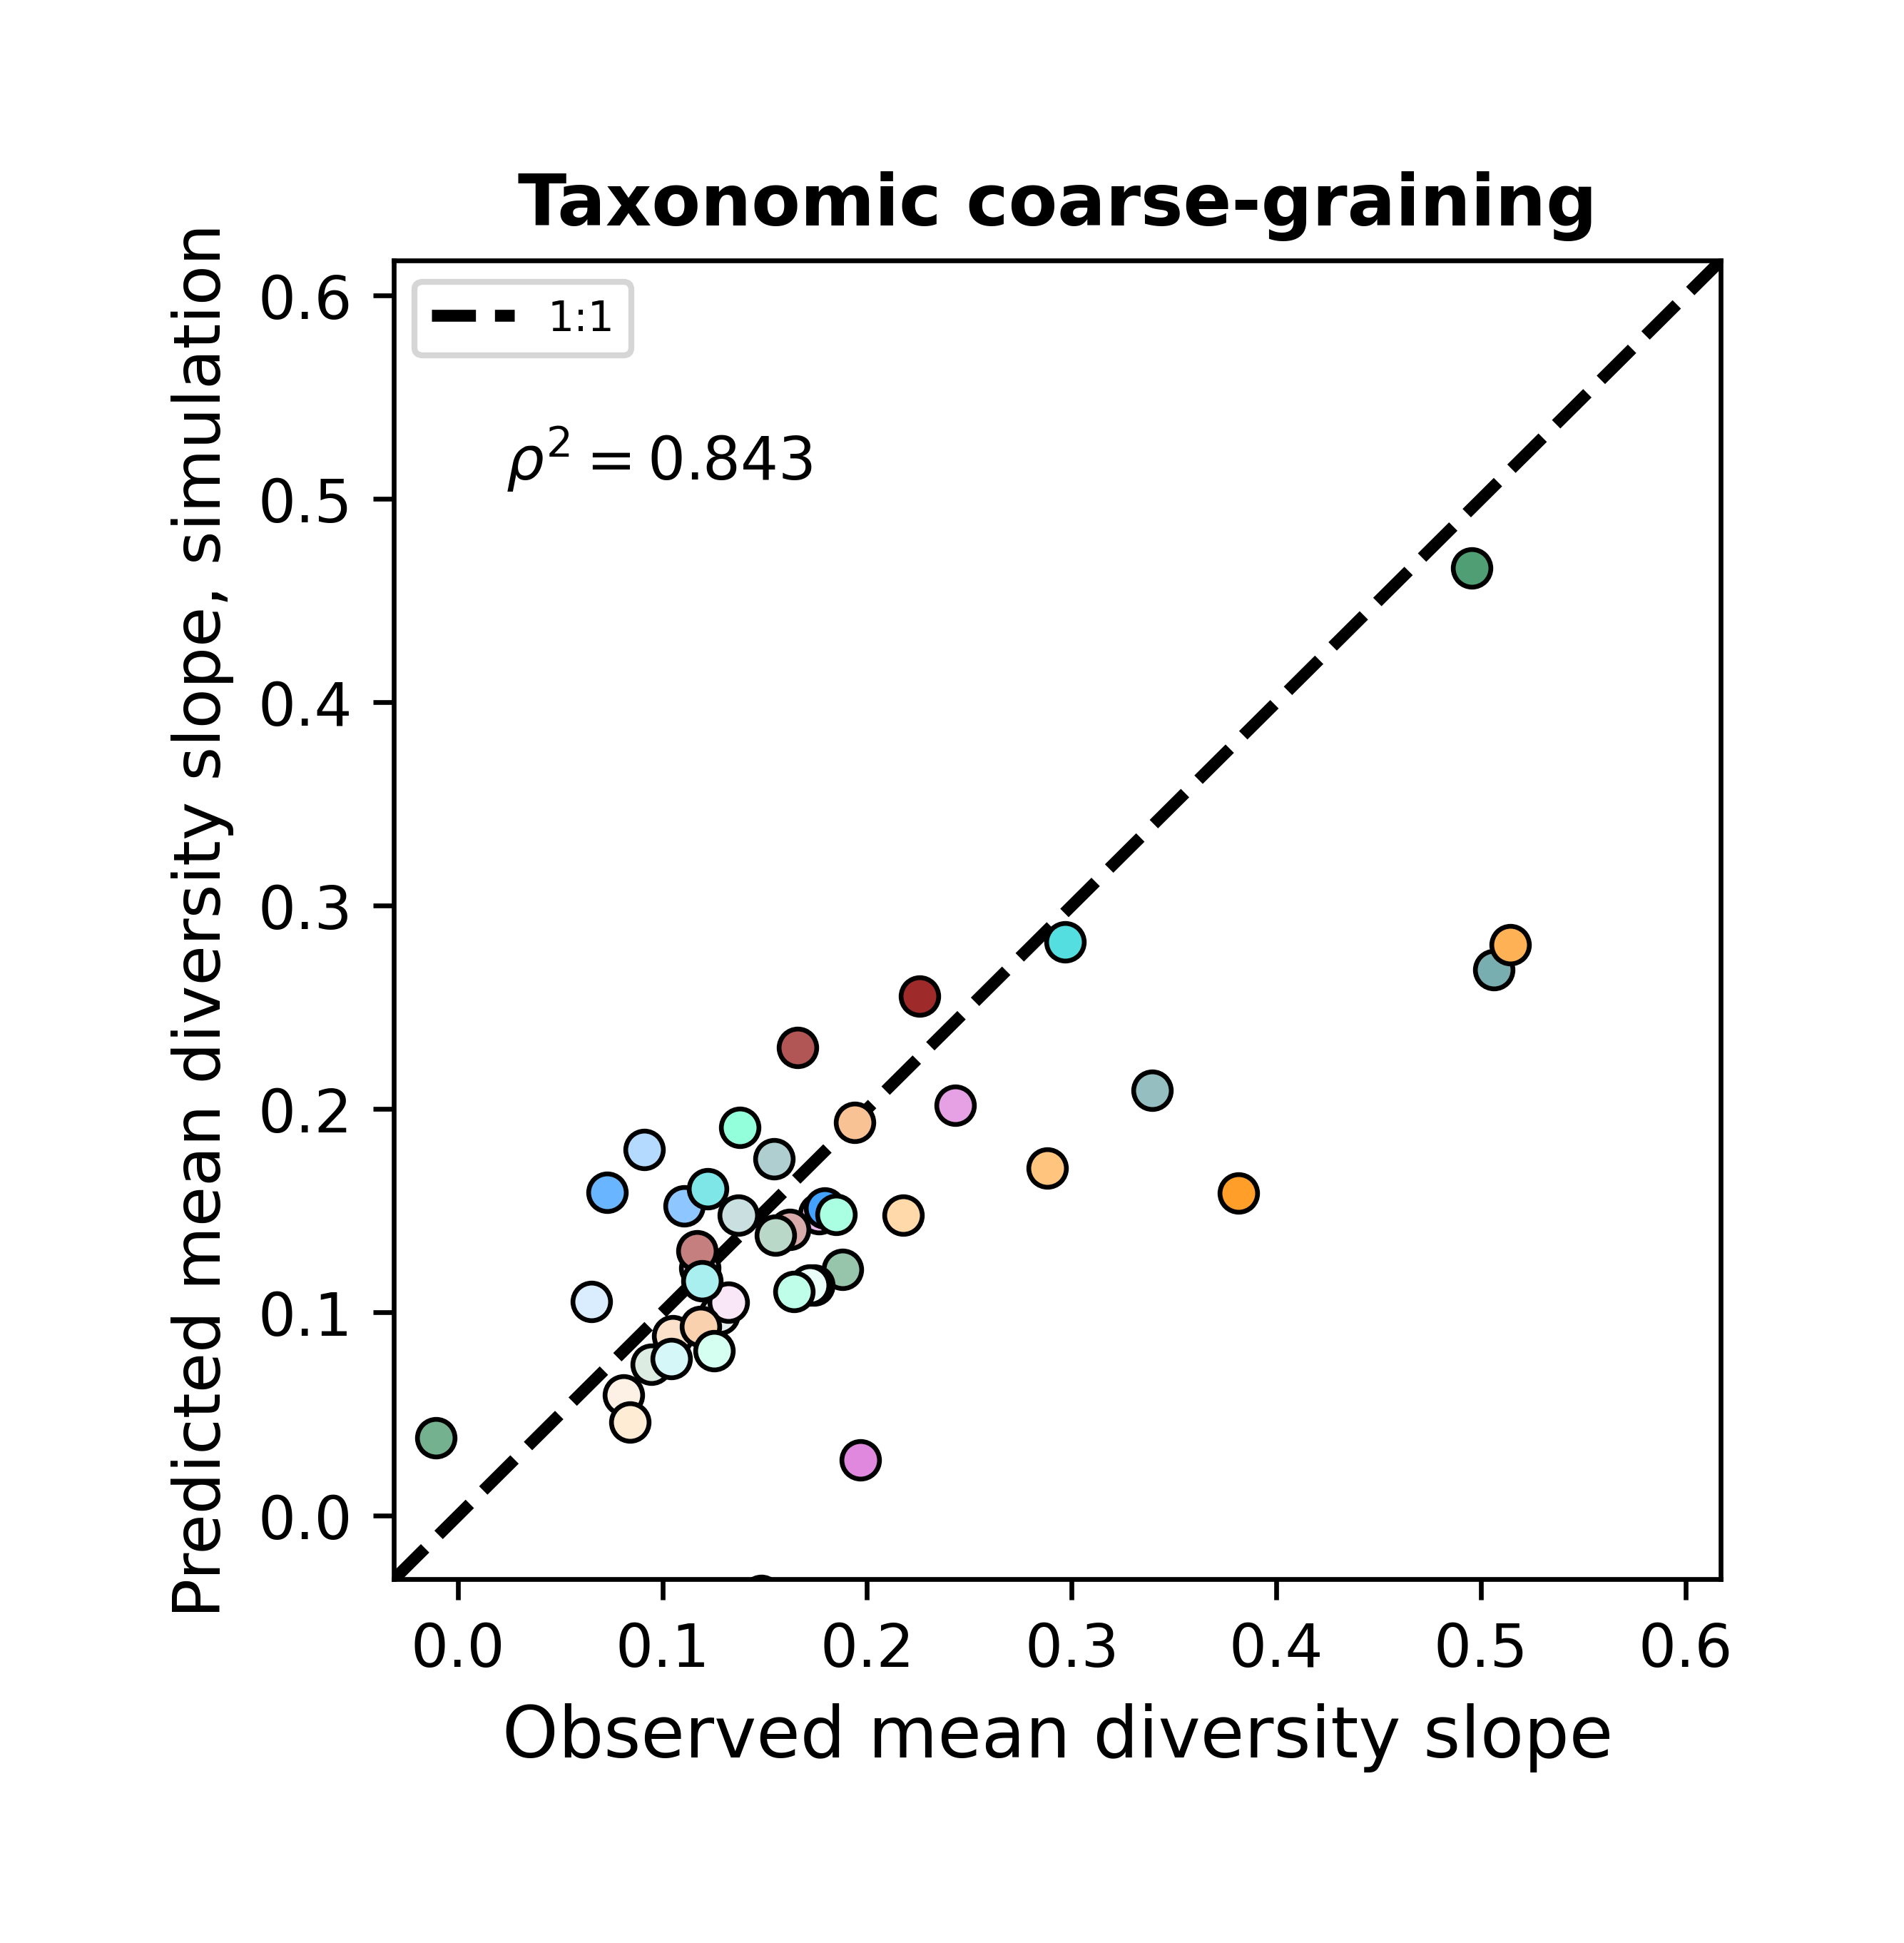 Taxonomic coarse-graining
1:1
ρ² = 0.843
Predicted mean diversity slope, simulation
0.6
0.5
0.4
0.3
0.2
0.1
0.0
0.0 0.1 0.2 0.3 0.4 0.5 0.6
Observed mean diversity slope